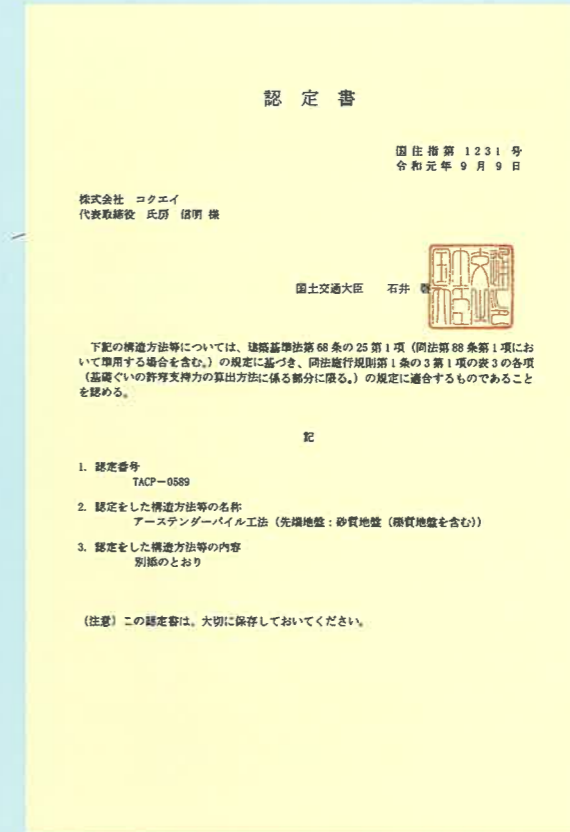 認 定 書
国住指第 1231 号
令和元年 9 月 9 日
株式会社 コクエイ
代表取締役 氏房 信明 様
国土交通大臣 石井
下記の構造方法等については、建築基準法第68条の25第1項(同法第88条第1項にお
いて準用する場合を含む。)の規定に基づき、同法施行規則第1条の3第1項の表3の各項
(基礎ぐいの許容支持力の算出方法に係る部分に限る。)の規定に適合するものであること
を認める。
記
1. 認定番号
TACP-0589
2. 認定をした構造方法等の名称
アーステンダーパイル工法(先端地盤:砂質地盤(礫質地盤を含む))
3. 認定をした構造方法等の内容
別添のとおり
(注意)この認定書は。大切に保存しておいてください。